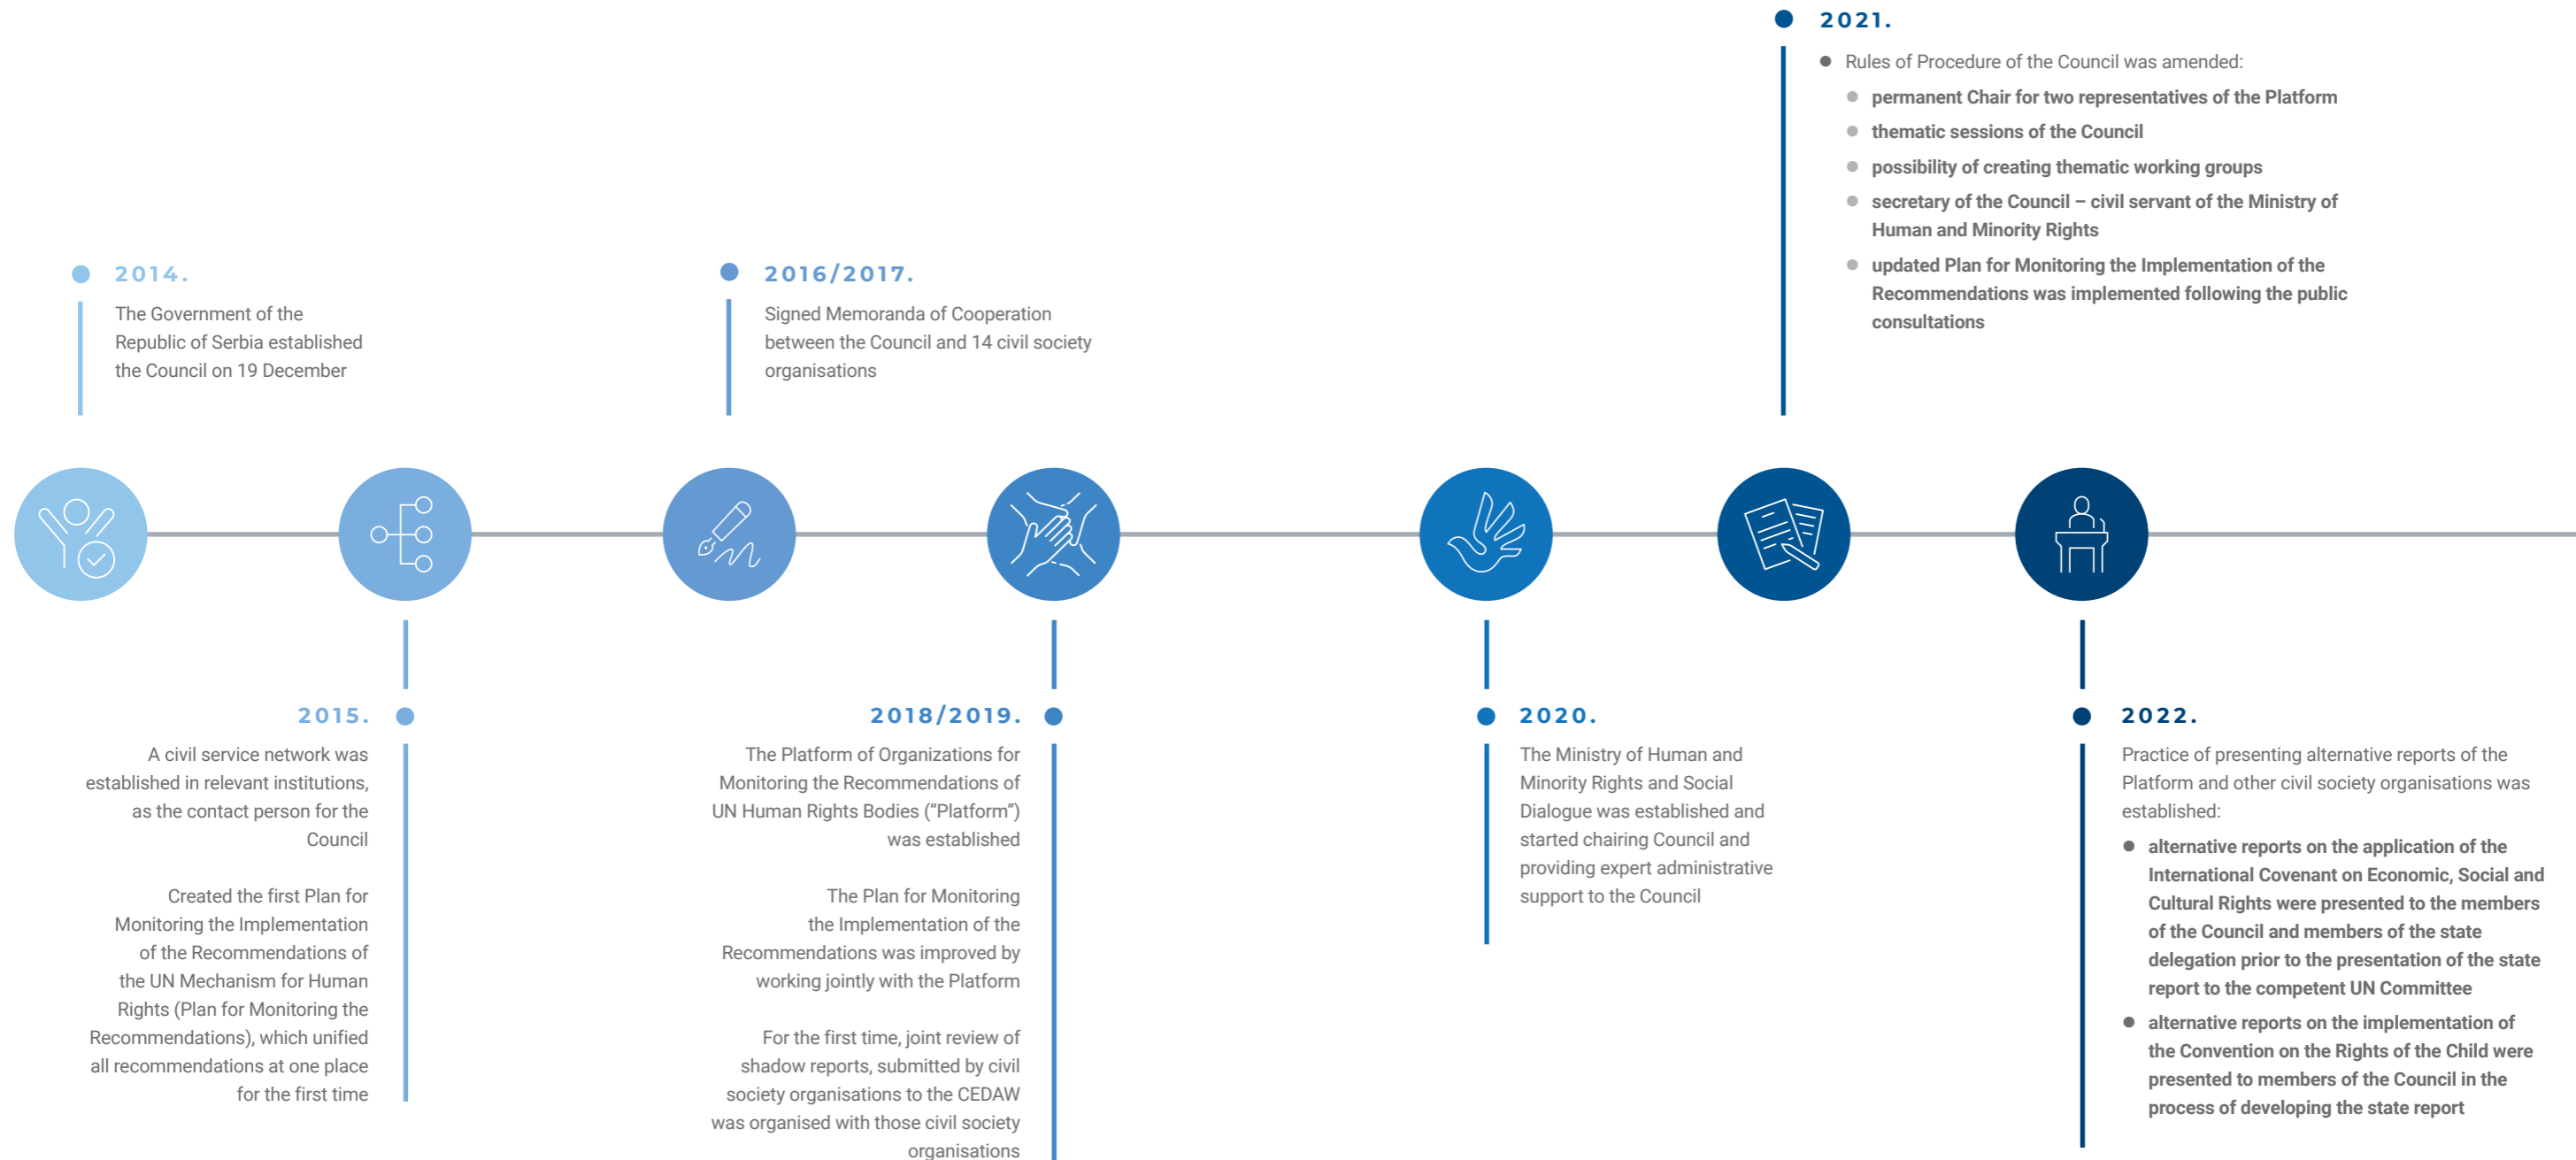 2014.
The Government of the
Republic of Serbia established
the Council on 19 December
2015.
A civil service network was
established in relevant institutions,
as the contact person for the
Council
Created the first Plan for
Monitoring the Implementation
of the Recommendations of
the UN Mechanism for Human
Rights (Plan for Monitoring the
Recommendations), which unified
all recommendations at one place
for the first time
2016/2017.
Signed Memoranda of Cooperation
between the Council and 14 civil society
organisations
2018/2019.
The Platform of Organizations for
Monitoring the Recommendations of
UN Human Rights Bodies (“Platform”)
was established
The Plan for Monitoring
the Implementation of the
Recommendations was improved by
working jointly with the Platform
For the first time, joint review of
shadow reports, submitted by civil
society organisations to the CEDAW
was organised with those civil society
organisations
2020.
The Ministry of Human and
Minority Rights and Social
Dialogue was established and
started chairing Council and
providing expert administrative
support to the Council
2021.
Rules of Procedure of the Council was amended:
permanent Chair for two representatives of the Platform
thematic sessions of the Council
possibility of creating thematic working groups
secretary of the Council – civil servant of the Ministry of
Human and Minority Rights
updated Plan for Monitoring the Implementation of the
Recommendations was implemented following the public
consultations
2022.
Practice of presenting alternative reports of the
Platform and other civil society organisations was
established:
alternative reports on the application of the
International Covenant on Economic, Social and
Cultural Rights were presented to the members
of the Council and members of the state
delegation prior to the presentation of the state
report to the competent UN Committee
alternative reports on the implementation of
the Convention on the Rights of the Child were
presented to members of the Council in the
process of developing the state report